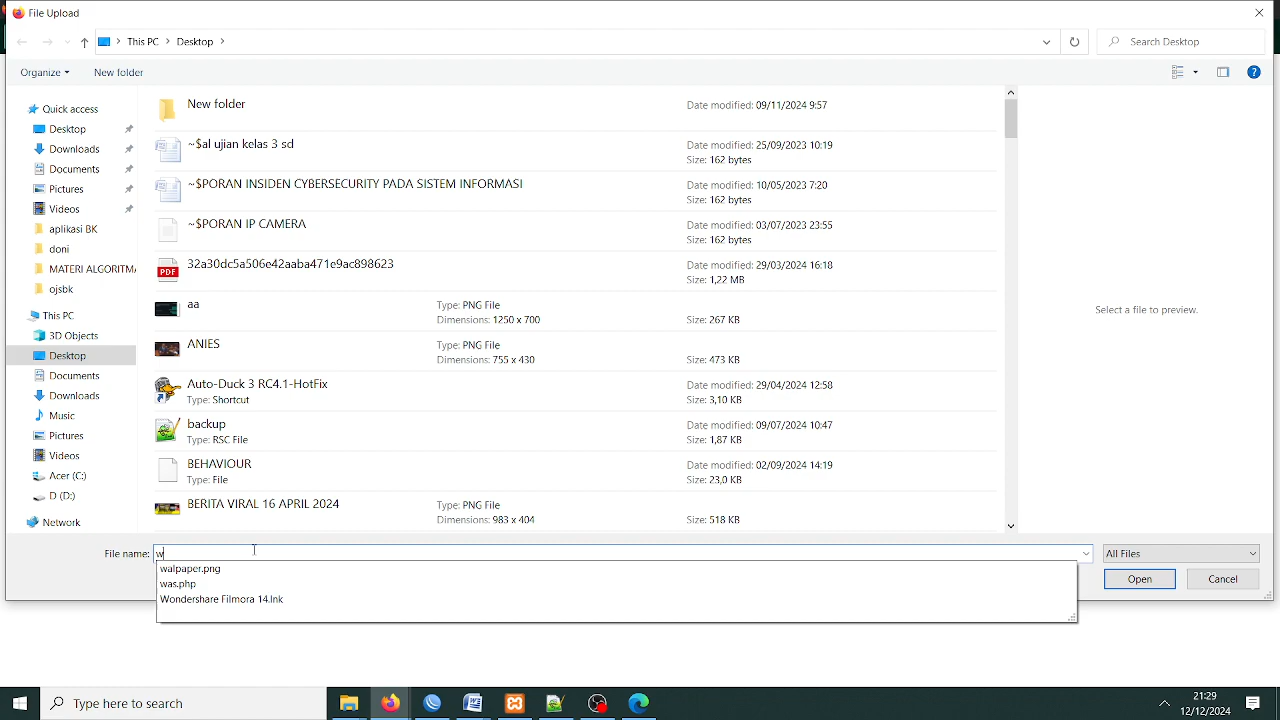 File Upload
This PC
Desktop
Search Desktop
Organize
New folder
Quick access
Desktop
Downloads
Documents
Pictures
Videos
aplikasi BK
doni
MATERI ALGORITMA
ojsbk
This PC
3D Objects
Desktop
Documents
Downloads
Music
Pictures
Videos
Acer (C:)
D (D:)
Network
New folder
Date modified: 09/11/2024 9:57
~$al ujian kelas 3 sd
Date modified: 25/09/2023 10:19
Size: 162 bytes
~$PORAN INSIDEN CYBERSECURITY PADA SISTEM INFORMASI
Date modified: 10/05/2023 7:20
Size: 162 bytes
~$PORAN IP CAMERA
Date modified: 03/07/2023 23:55
Size: 162 bytes
32a30dc5a506e42aaba471e9ac898623
Date modified: 29/03/2024 16:18
Size: 1,22 MB
PDF
aa
Type: PNG File
Dimensions: 1250 x 700
Size: 267 KB
ANIES
Type: PNG File
Dimensions: 755 x 430
Size: 473 KB
Auto-Duck 3 RC4.1-HotFix
Type: Shortcut
Date modified: 29/04/2024 12:58
Size: 3,10 KB
backup
Type: RSC File
Date modified: 09/07/2024 10:47
Size: 1,87 KB
BEHAVIOUR
Type: File
Date modified: 02/09/2024 14:19
Size: 23,0 KB
BERITA VIRAL 16 APRIL 2024
Type: PNG File
Dimensions: 983 x 404
Size: 518 KB
Select a file to preview.
File name:
w
All Files
walpaper.png
was.php
Wondershare Filmora 14.lnk
Open
Cancel
Type here to search
21:29
12/12/2024